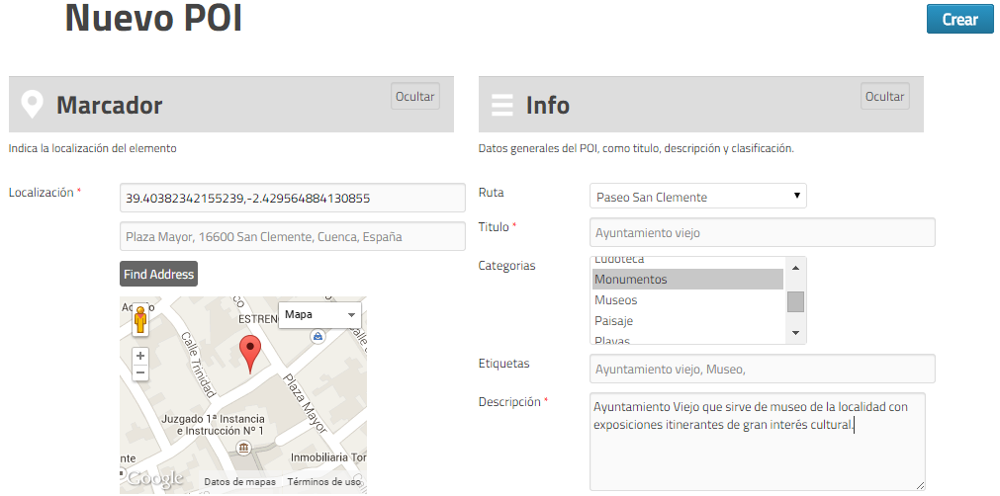 Nuevo POI
Crear
Marcador
Ocultar
Indica la localización del elemento
Localización *
39.40382342155239,-2.429564884130855
Plaza Mayor, 16600 San Clemente, Cuenca, España
Find Address
ESTREN
Mapa
Calle Trinidad
Plaza Mayor
Juzgado 1ª Instancia
e Instrucción Nº 1
Inmobiliaria Tor
Google
Datos de mapas
Términos de uso
Info
Ocultar
Datos generales del POI, como titulo, descripción y clasificación.
Ruta
Paseo San Clemente
Titulo *
Ayuntamiento viejo
Categorias
Ludoteca
Monumentos
Museos
Paisaje
Playas
Etiquetas
Ayuntamiento viejo, Museo,
Descripción *
Ayuntamiento Viejo que sirve de museo de la localidad con
exposiciones itinerantes de gran interés cultural.